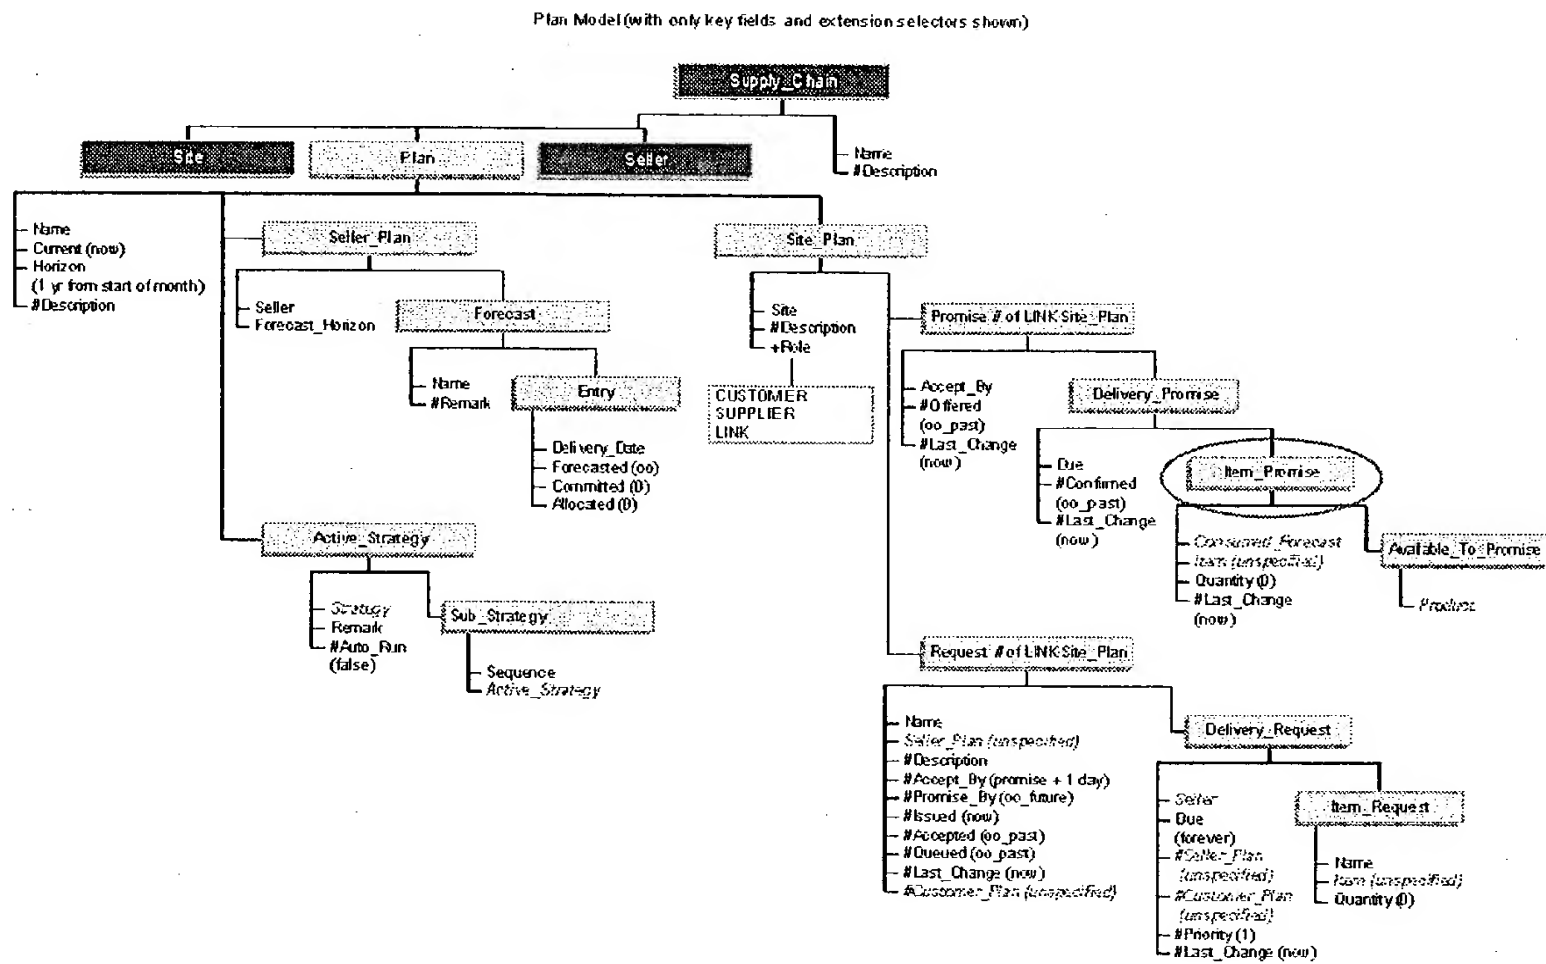 Plan Model (with only key fields and extension selectors shown)
Supply_Chain
Name
#Description
Site
Plan
Seller
Name
Current (now)
Horizon
(1 yr from start of month)
#Description
Seller_Plan
Seller
Forecast_Horizon
Forecast
Name
#Remark
Entry
Delivery_Date
Forecasted (oo)
Committed (0)
Allocated (0)
Active_Strategy
Strategy
Remark
#Auto_Run
(false)
Sub_Strategy
Sequence
Active_Strategy
Site_Plan
Site
#Description
+Role
CUSTOMER
SUPPLIER
LINK
Promise # of LINK Site_Plan
Accept_By
#Offered
(oo_past)
#Last_Change
(now)
Delivery_Promise
Due
#Confirmed
(oo_past)
#Last_Change
(now)
Item_Promise
Consumed_Forecast
Item (unspecified)
Quantity (0)
#Last_Change
(now)
Available_To_Promise
Product
Request # of LINK Site_Plan
Name
Seller_Plan (unspecified)
#Description
#Accept_By (promise + 1 day)
#Promise_By (oo_future)
#Issued (now)
#Accepted (oo_past)
#Queued (oo_past)
#Last_Change (now)
#Customer_Plan (unspecified)
Delivery_Request
Seller
Due
(forever)
#Seller_Plan
(unspecified)
#Customer_Plan
(unspecified)
#Priority (1)
#Last_Change (now)
Item_Request
Name
Item (unspecified)
Quantity (0)